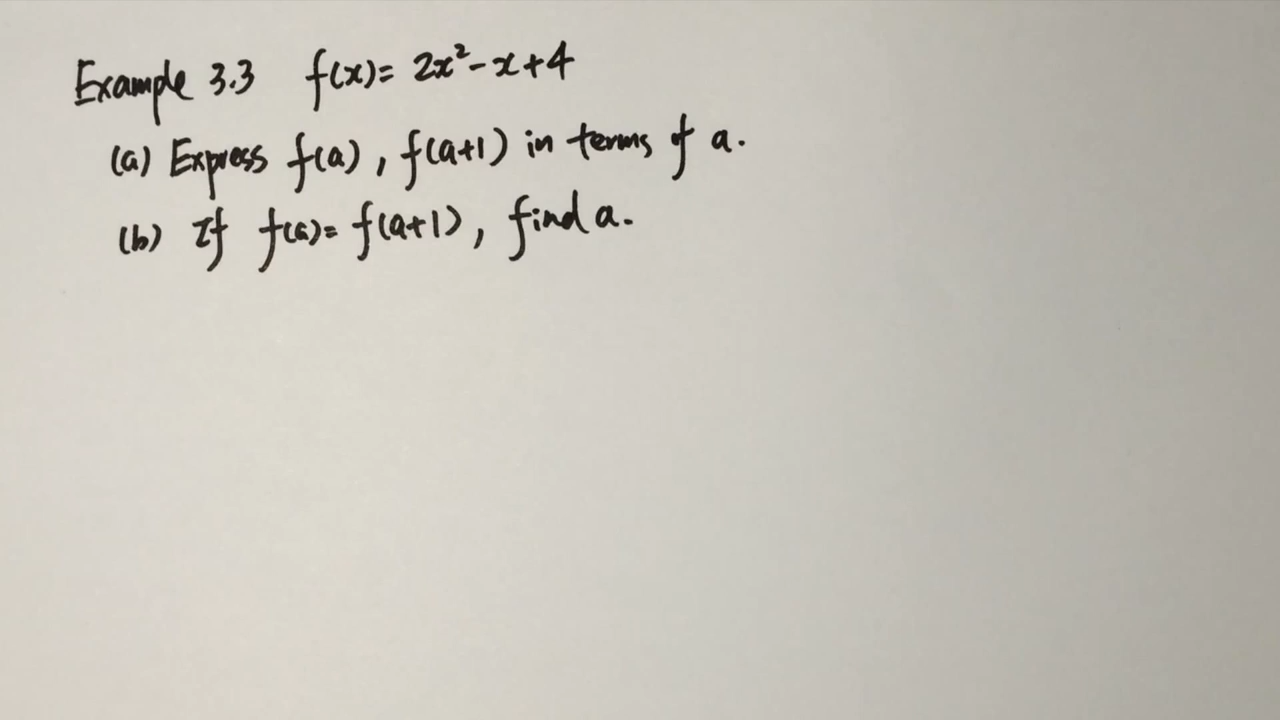 Example 3.3 f(x)= 2x²-x+4
(a) Express f(a), f(a+1) in terms of a.
(b) If f(a)= f(a+1), find a.